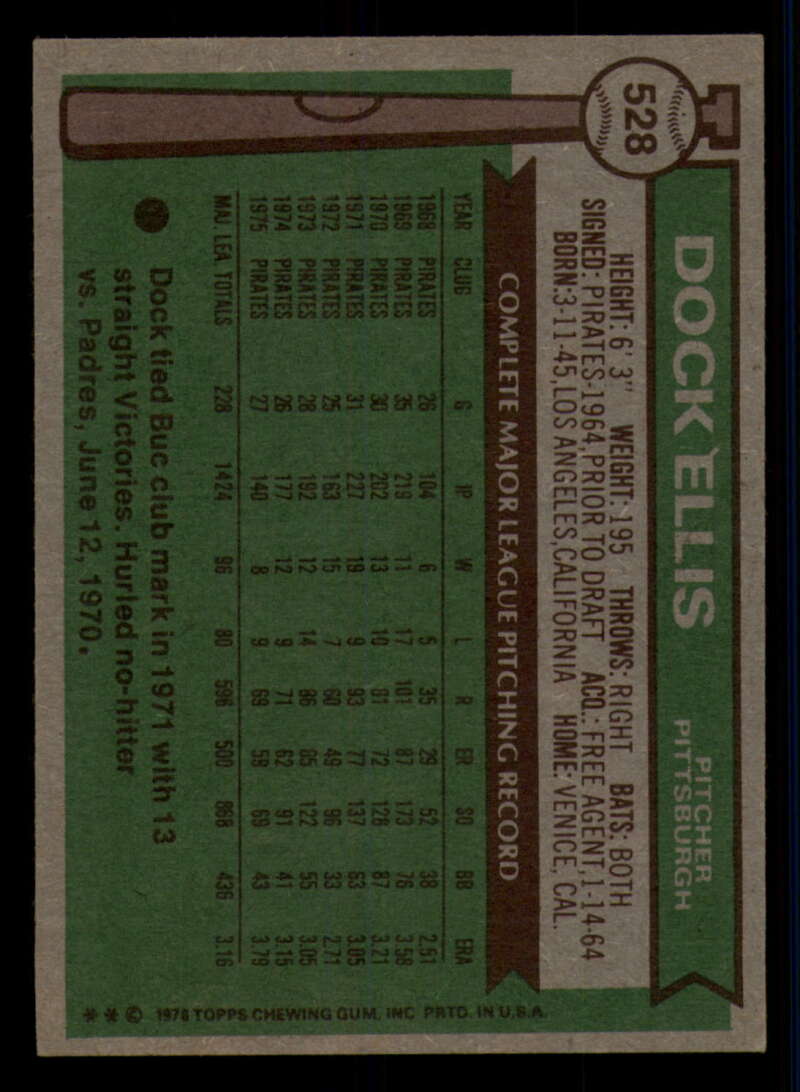 528
DOCK ELLIS
PITCHER
PITTSBURGH
HEIGHT: 6' 3" WEIGHT: 195 THROWS: RIGHT BATS: BOTH
SIGNED: PIRATES-1964, PRIOR TO DRAFT ACQ.: FREE AGENT, 1-14-64
BORN: 3-11-45, LOS ANGELES, CALIFORNIA HOME: VENICE, CAL.
COMPLETE MAJOR LEAGUE PITCHING RECORD
YEAR CLUB G IP W L R ER SO BB ERA
1968 PIRATES 26 104 6 5 35 29 52 38 2.51
1969 PIRATES 35 219 11 17 101 87 173 76 3.58
1970 PIRATES 30 202 13 10 81 72 128 87 3.21
1971 PIRATES 31 227 19 9 93 77 137 63 3.05
1972 PIRATES 25 163 15 7 60 49 96 33 2.71
1973 PIRATES 28 192 12 14 86 65 122 55 3.05
1974 PIRATES 26 177 12 9 71 62 91 41 3.15
1975 PIRATES 27 140 8 9 69 59 69 43 3.79
MAJ. LEA TOTALS 228 1424 96 80 596 500 868 436 3.16
Dock tied Buc club mark in 1971 with 13
straight Victories. Hurled no-hitter
vs. Padres, June 12, 1970.
* * © 1976 TOPPS CHEWING GUM, INC. PRTD. IN U.S.A.